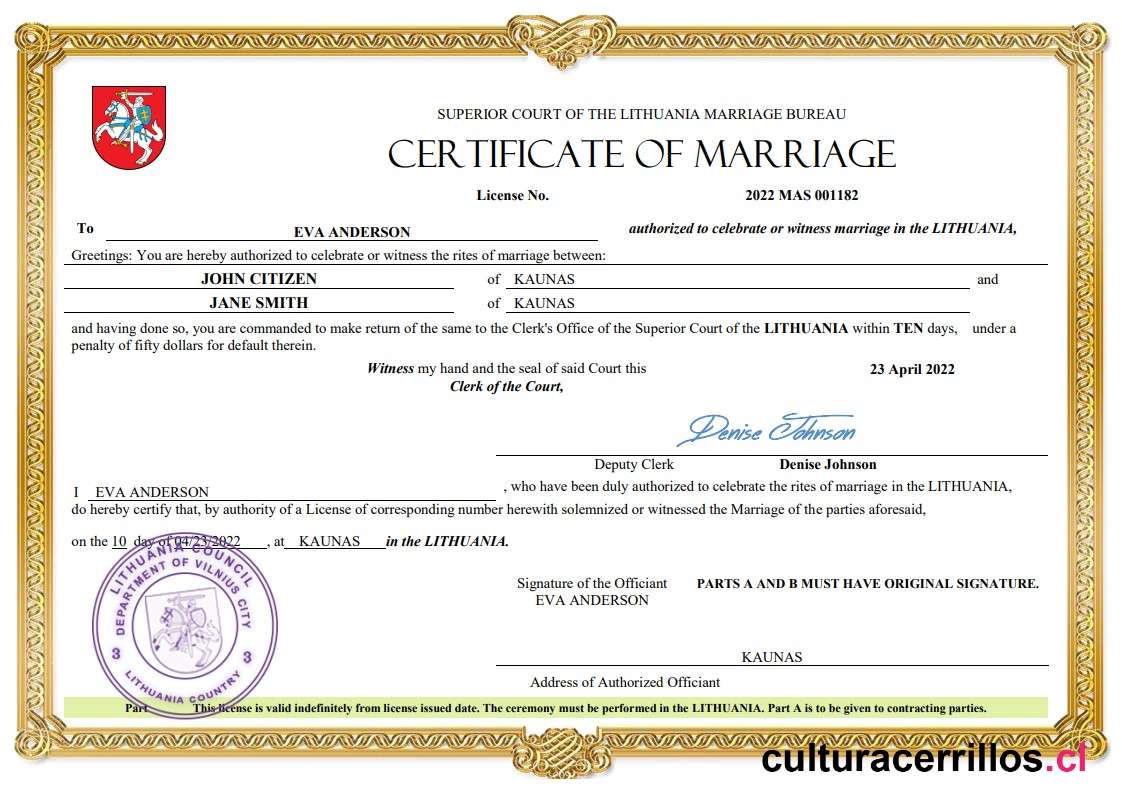 SUPERIOR COURT OF THE LITHUANIA MARRIAGE BUREAU
CERTIFICATE OF MARRIAGE
License No. 2022 MAS 001182
To EVA ANDERSON authorized to celebrate or witness marriage in the LITHUANIA,
Greetings: You are hereby authorized to celebrate or witness the rites of marriage between:
JOHN CITIZEN of KAUNAS and
JANE SMITH of KAUNAS
and having done so, you are commanded to make return of the same to the Clerk's Office of the Superior Court of the LITHUANIA within TEN days, under a
penalty of fifty dollars for default therein.
Witness my hand and the seal of said Court this 23 April 2022
Clerk of the Court,
Denise Johnson
Deputy Clerk Denise Johnson
I EVA ANDERSON , who have been duly authorized to celebrate the rites of marriage in the LITHUANIA,
do hereby certify that, by authority of a License of corresponding number herewith solemnized or witnessed the Marriage of the parties aforesaid,
on the 10 day of 04/23/2022 , at KAUNAS in the LITHUANIA.
LITHUANIA COUNCIL
DEPARTMENT OF VILNIUS CITY
3 3
LITHUANIA COUNTRY
Signature of the Officiant PARTS A AND B MUST HAVE ORIGINAL SIGNATURE.
EVA ANDERSON
KAUNAS
Address of Authorized Officiant
Part This license is valid indefinitely from license issued date. The ceremony must be performed in the LITHUANIA. Part A is to be given to contracting parties.
culturacerrillos.cl